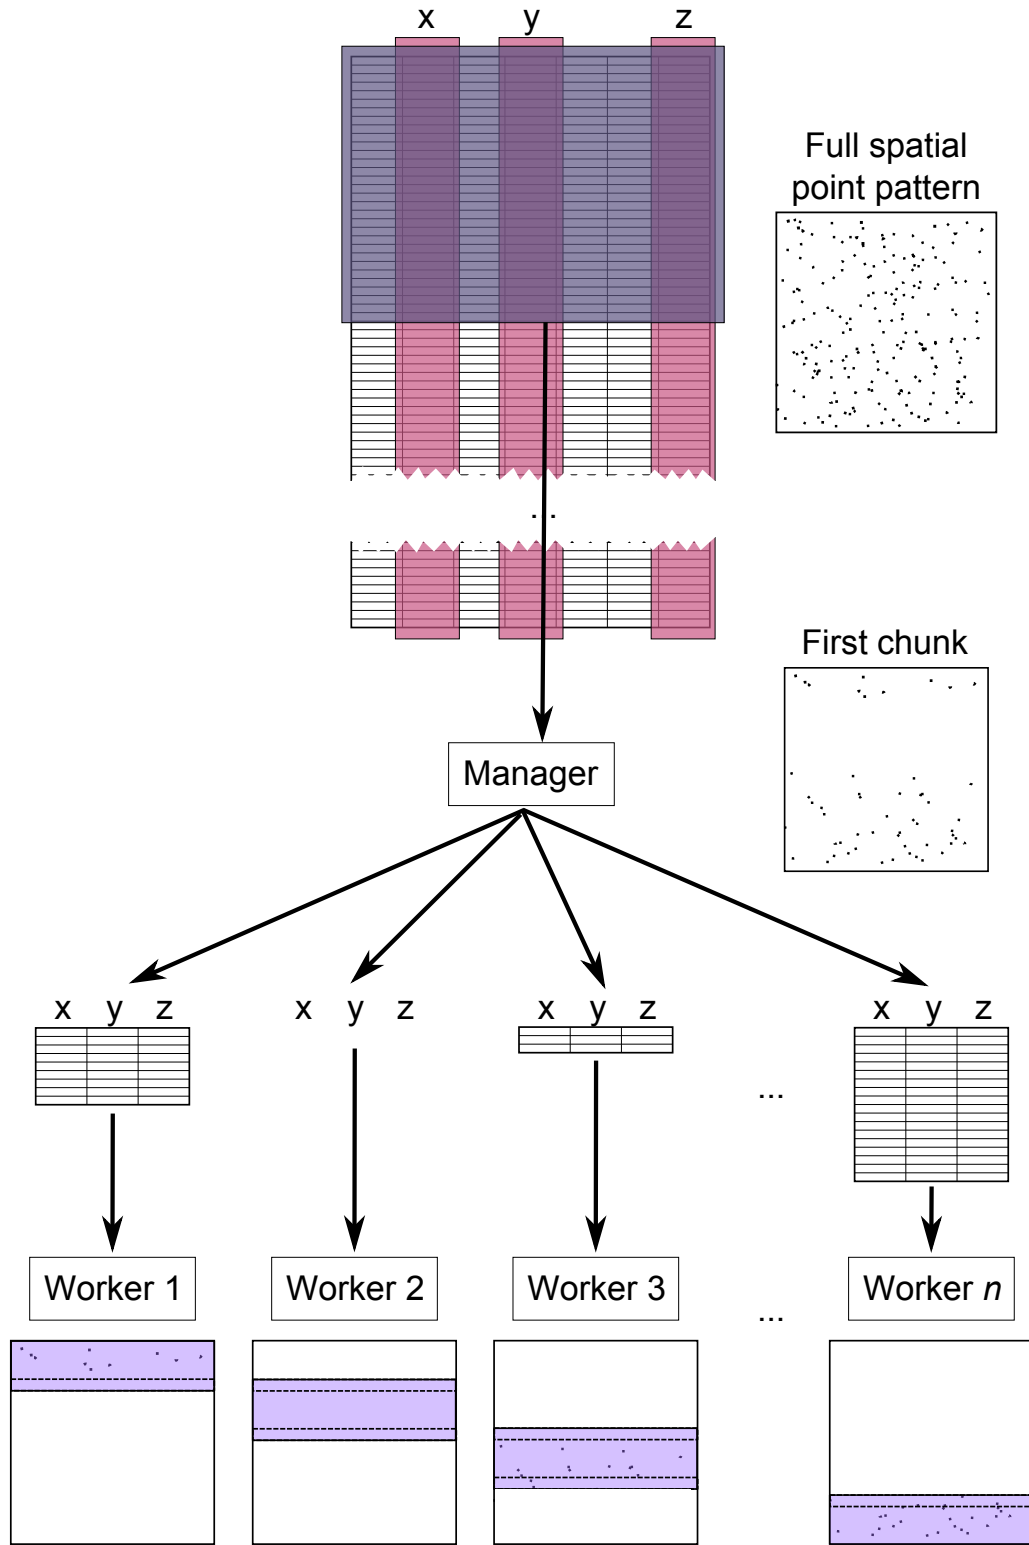 x y z
Full spatial
point pattern
...
First chunk
Manager
x y z
x y z
x y z
x y z
...
Worker 1
Worker 2
Worker 3
...
Worker n